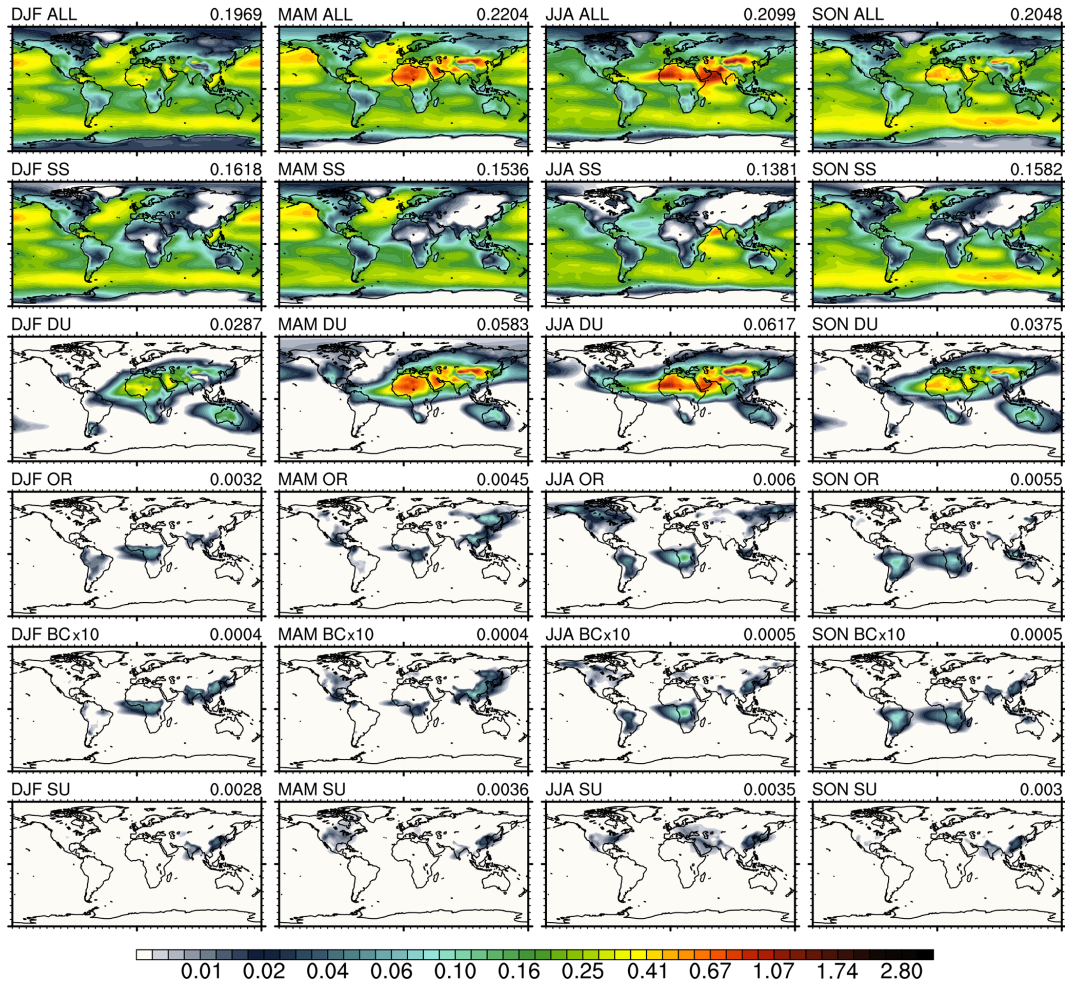 DJF ALL 0.1969 MAM ALL 0.2204 JJA ALL 0.2099 SON ALL 0.2048
DJF SS 0.1618 MAM SS 0.1536 JJA SS 0.1381 SON SS 0.1582
DJF DU 0.0287 MAM DU 0.0583 JJA DU 0.0617 SON DU 0.0375
DJF OR 0.0032 MAM OR 0.0045 JJA OR 0.006 SON OR 0.0055
DJF BCx10 0.0004 MAM BCx10 0.0004 JJA BCx10 0.0005 SON BCx10 0.0005
DJF SU 0.0028 MAM SU 0.0036 JJA SU 0.0035 SON SU 0.003
0.01 0.02 0.04 0.06 0.10 0.16 0.25 0.41 0.67 1.07 1.74 2.80